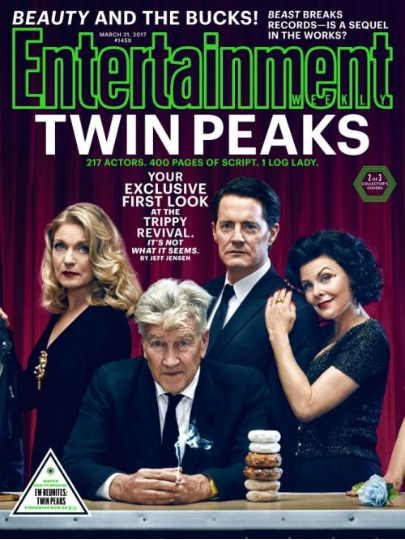 BEAUTY AND THE BUCKS!
BEAST BREAKS
RECORDS—IS A SEQUEL
IN THE WORKS?
MARCH 31, 2017
#1459
Entertainment
WEEKLY
TWIN PEAKS
217 ACTORS. 400 PAGES OF SCRIPT. 1 LOG LADY.
YOUR
EXCLUSIVE
FIRST LOOK
AT THE
TRIPPY
REVIVAL.
IT'S NOT
WHAT IT SEEMS.
BY JEFF JENSEN
2 OF 3
COLLECTOR'S
COVERS
EW REUNITES:
TWIN PEAKS